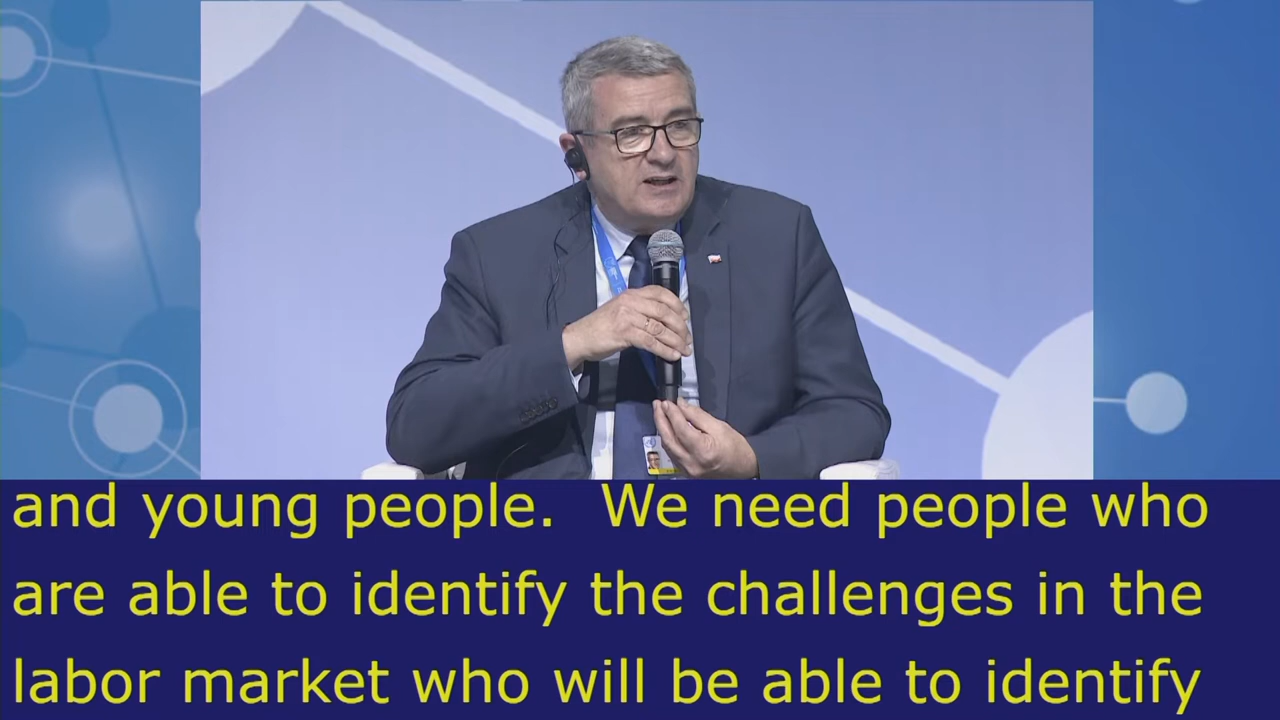 and young people.  We need people who
are able to identify the challenges in the
labor market who will be able to identify